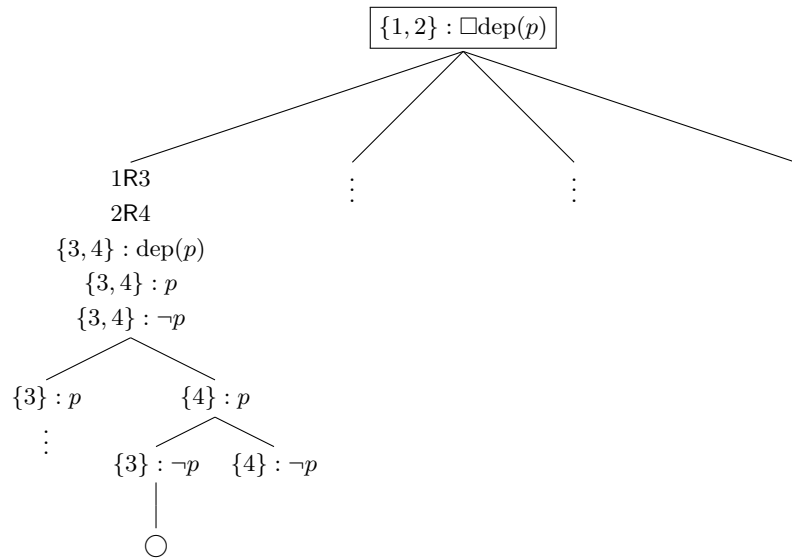 {1, 2} : □dep(p)
1R3
2R4
{3, 4} : dep(p)
{3, 4} : p
{3, 4} : ¬p
⋮
⋮
{3} : p
{4} : p
⋮
{3} : ¬p
{4} : ¬p